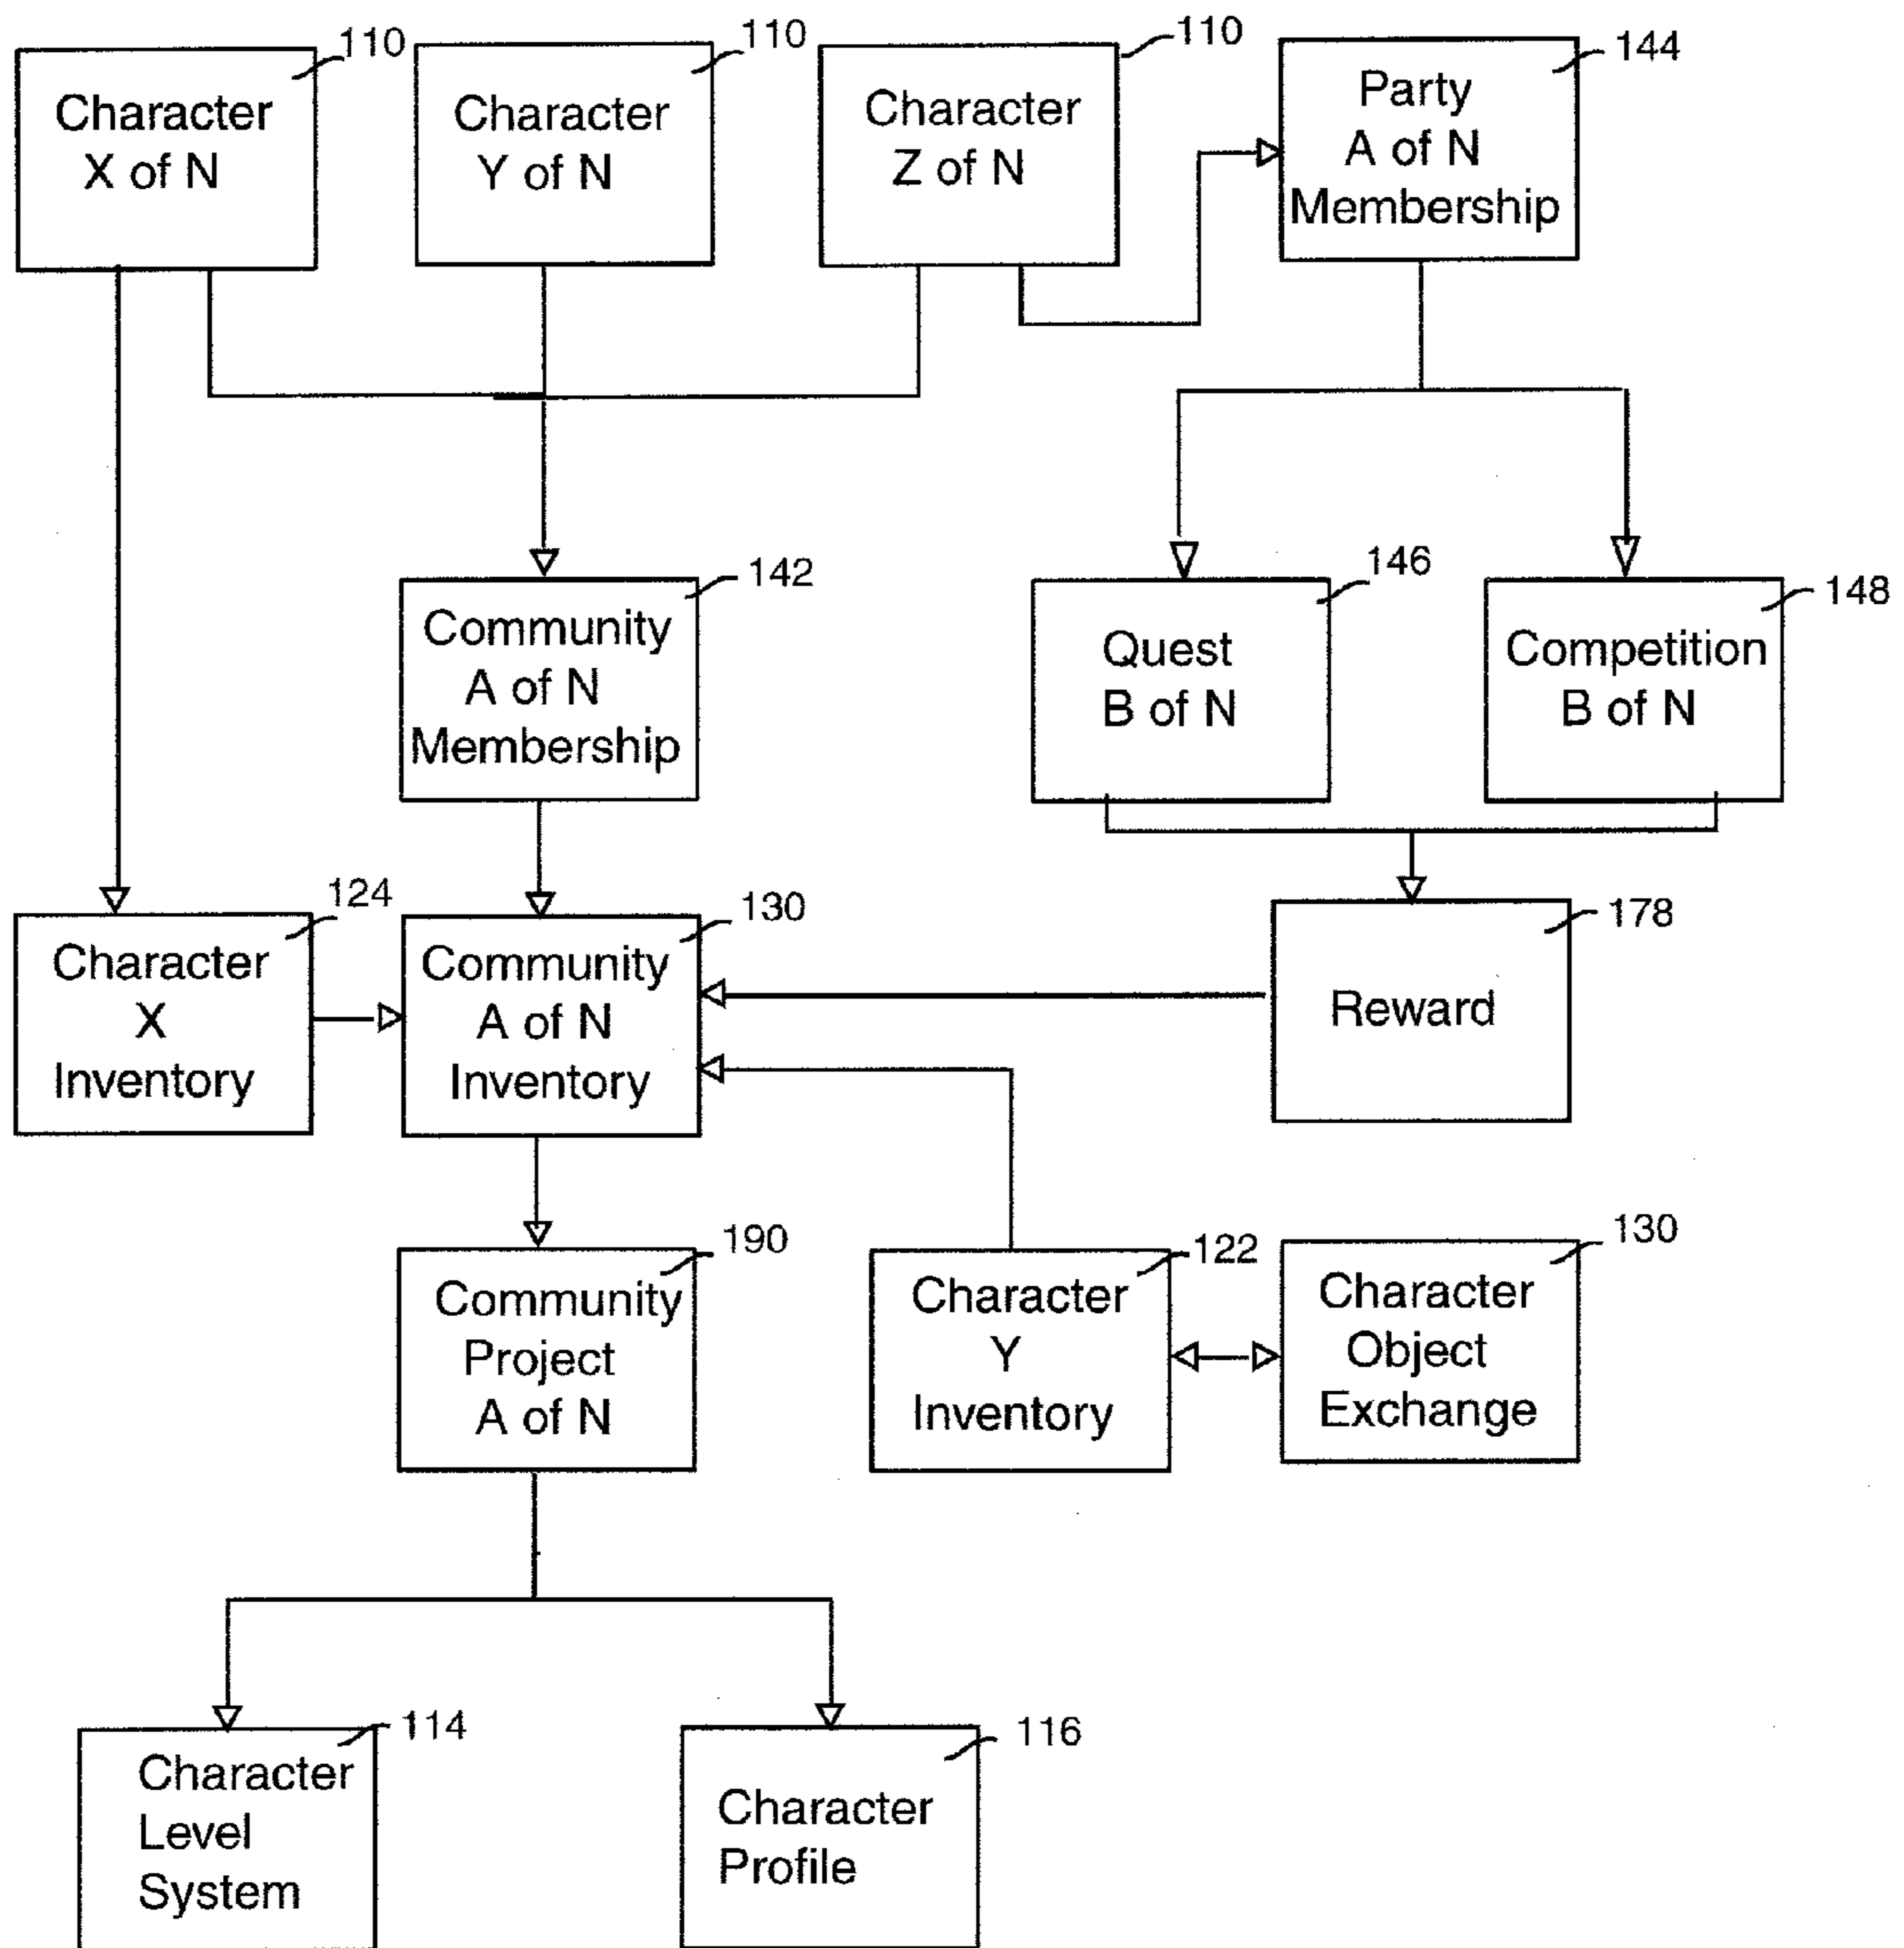 110
Character
X of N
110
Character
Y of N
110
Character
Z of N
144
Party
A of N
Membership
142
Community
A of N
Membership
146
Quest
B of N
148
Competition
B of N
124
Character
X
Inventory
130
Community
A of N
Inventory
178
Reward
190
Community
Project
A of N
122
Character
Y
Inventory
130
Character
Object
Exchange
114
Character
Level
System
116
Character
Profile